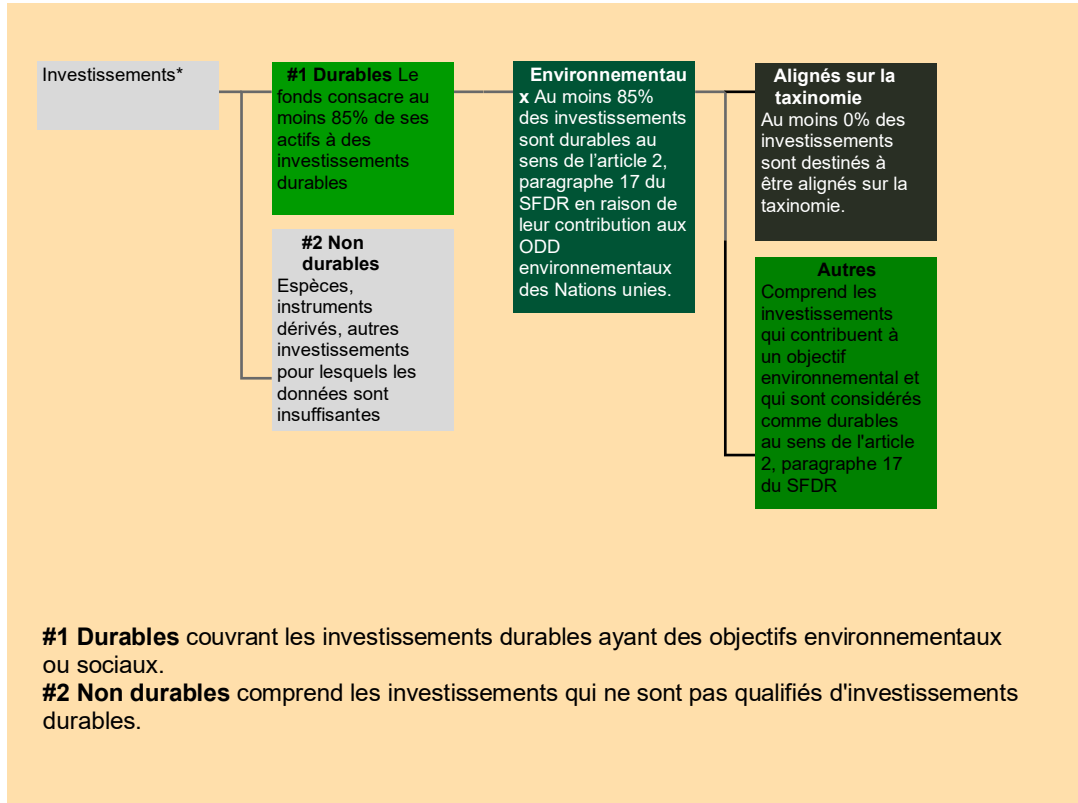 Investissements*
#1 Durables Le
fonds consacre au
moins 85% de ses
actifs à des
investissements
durables
#2 Non
durables
Espèces,
instruments
dérivés, autres
investissements
pour lesquels les
données sont
insuffisantes
Environnementau
x Au moins 85%
des investissements
sont durables au
sens de l’article 2,
paragraphe 17 du
SFDR en raison de
leur contribution aux
ODD
environnementaux
des Nations unies.
Alignés sur la
taxinomie
Au moins 0% des
investissements
sont destinés à
être alignés sur la
taxinomie.
Autres
Comprend les
investissements
qui contribuent à
un objectif
environnemental et
qui sont considérés
comme durables
au sens de l'article
2, paragraphe 17
du SFDR
#1 Durables couvrant les investissements durables ayant des objectifs environnementaux
ou sociaux.
#2 Non durables comprend les investissements qui ne sont pas qualifiés d'investissements
durables.